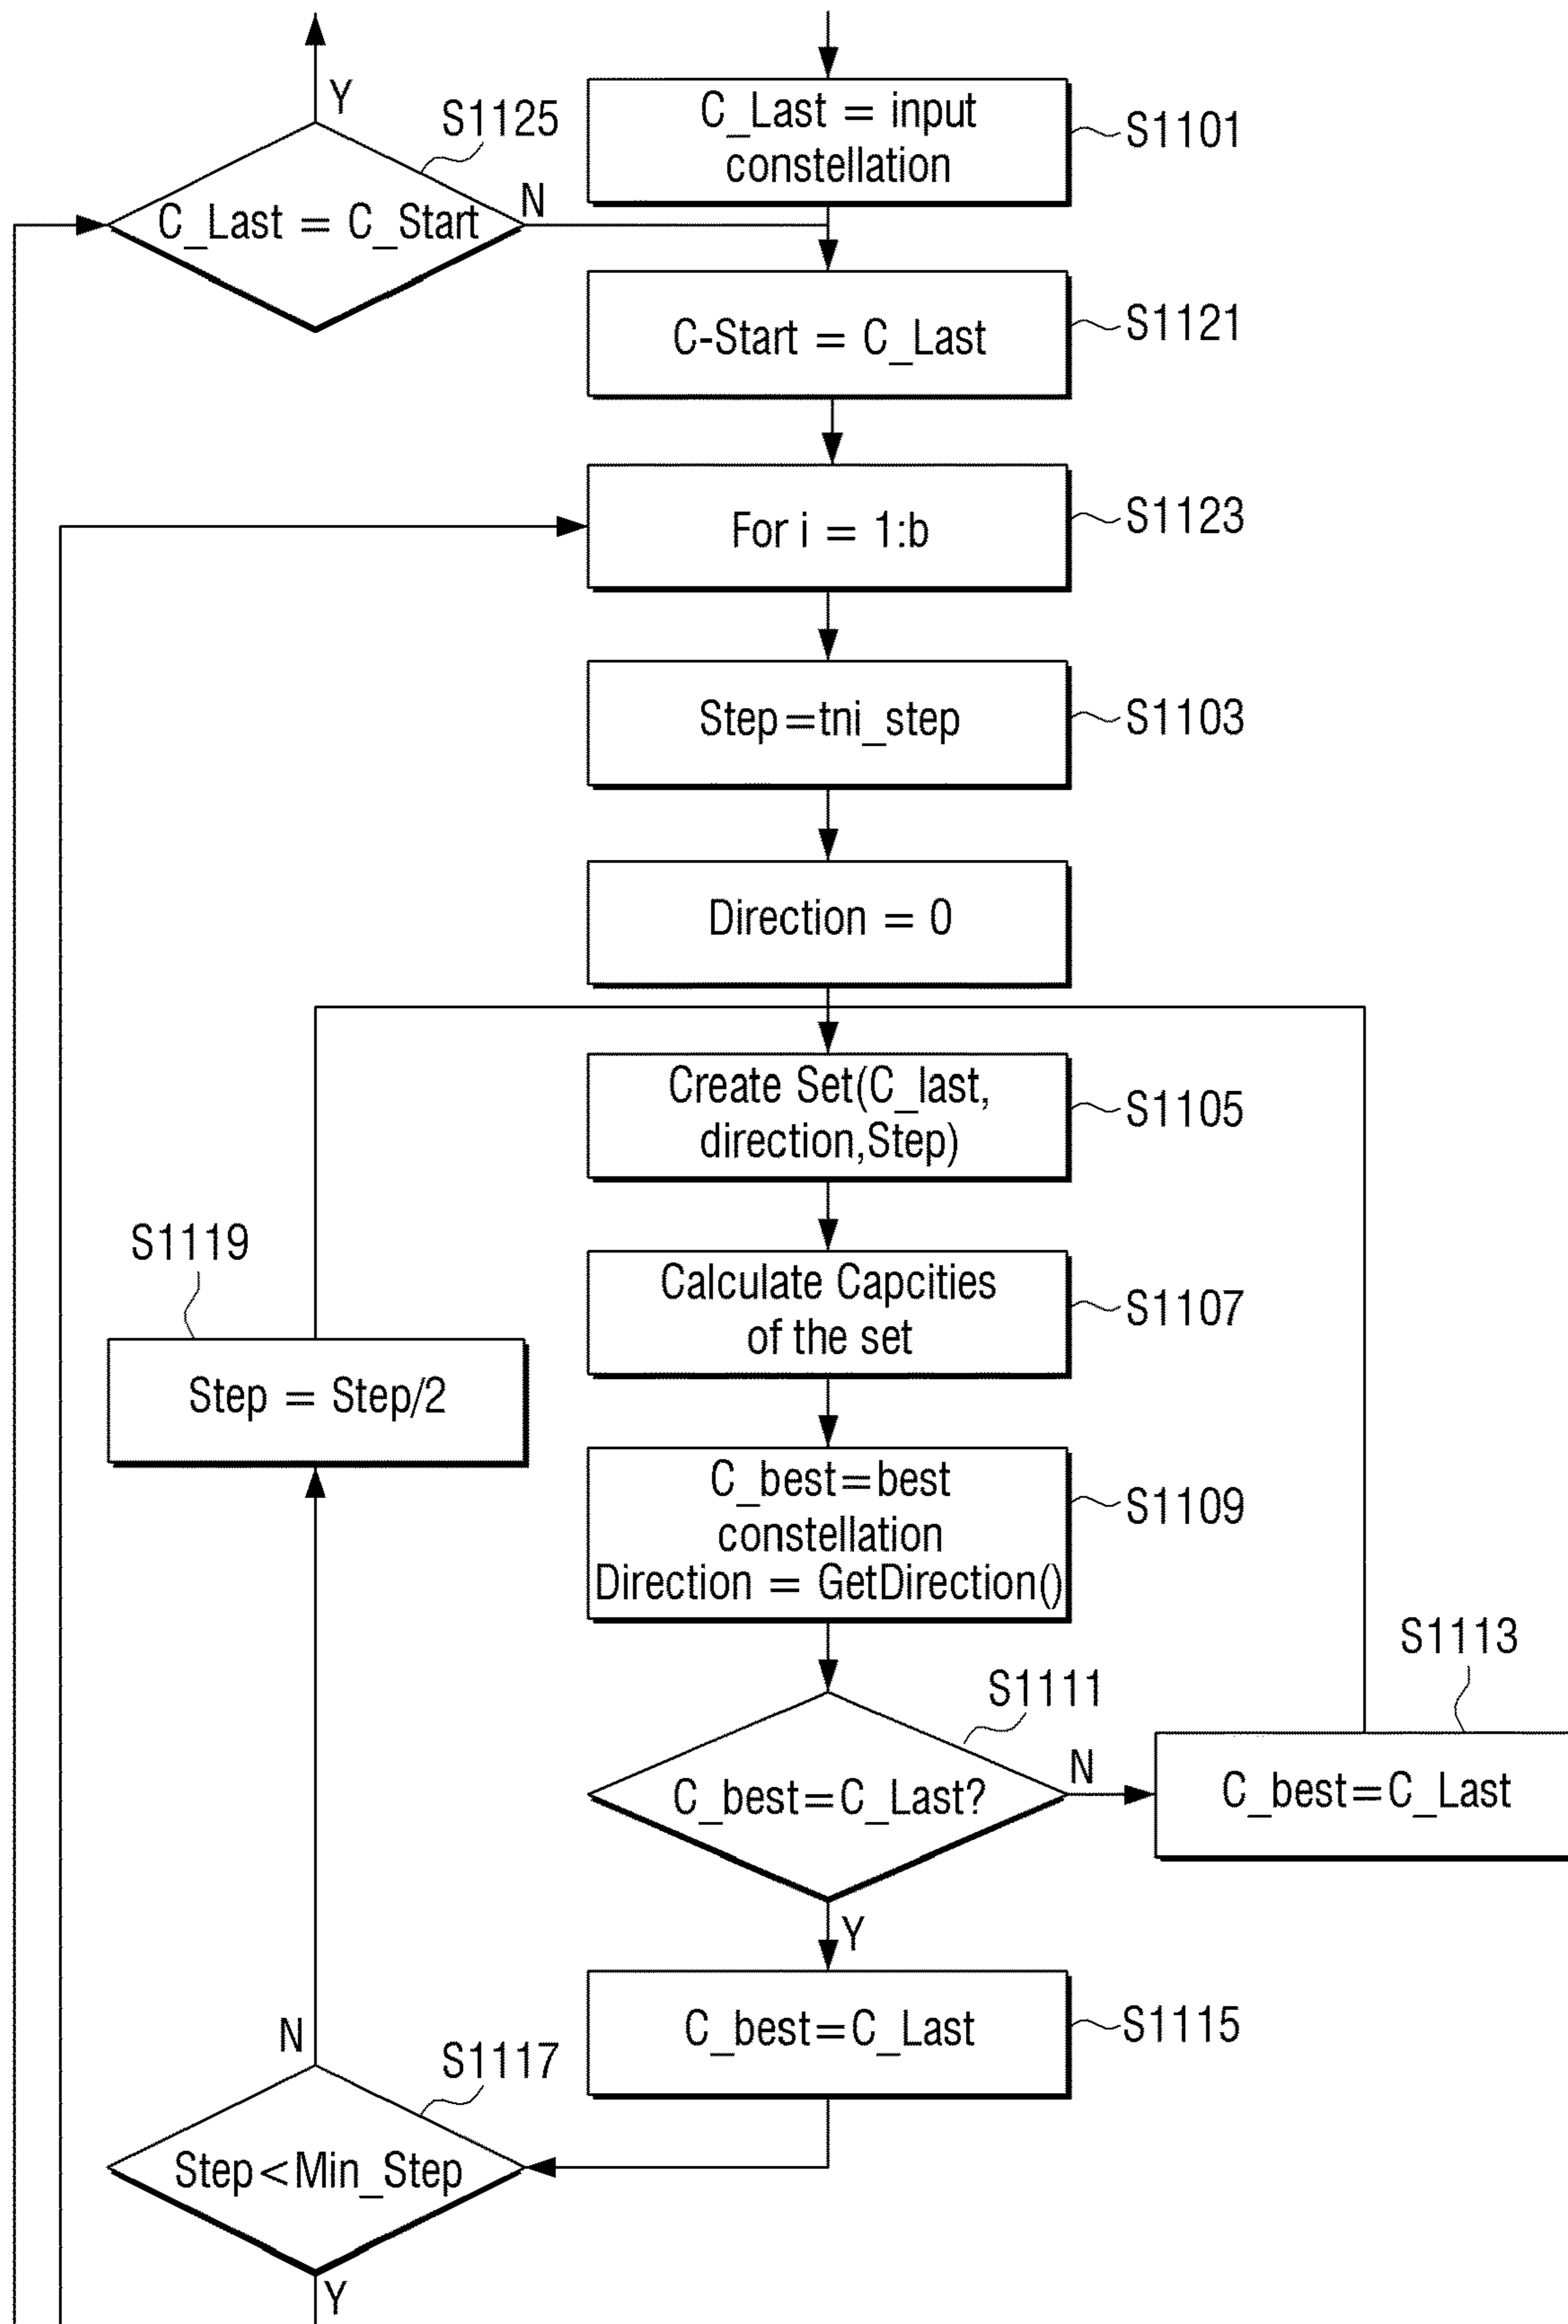 Y
S1125
C_Last = C_Start
N
C_Last = input
constellation
S1101
C-Start = C_Last
S1121
For i = 1:b
S1123
Step=tni_step
S1103
Direction = 0
Create Set(C_last,
direction,Step)
S1105
Calculate Capcities
of the set
S1107
S1119
Step = Step/2
C_best=best
constellation
Direction = GetDirection()
S1109
S1111
C_best=C_Last?
N
S1113
C_best=C_Last
Y
C_best=C_Last
S1115
N
S1117
Step<Min_Step
Y